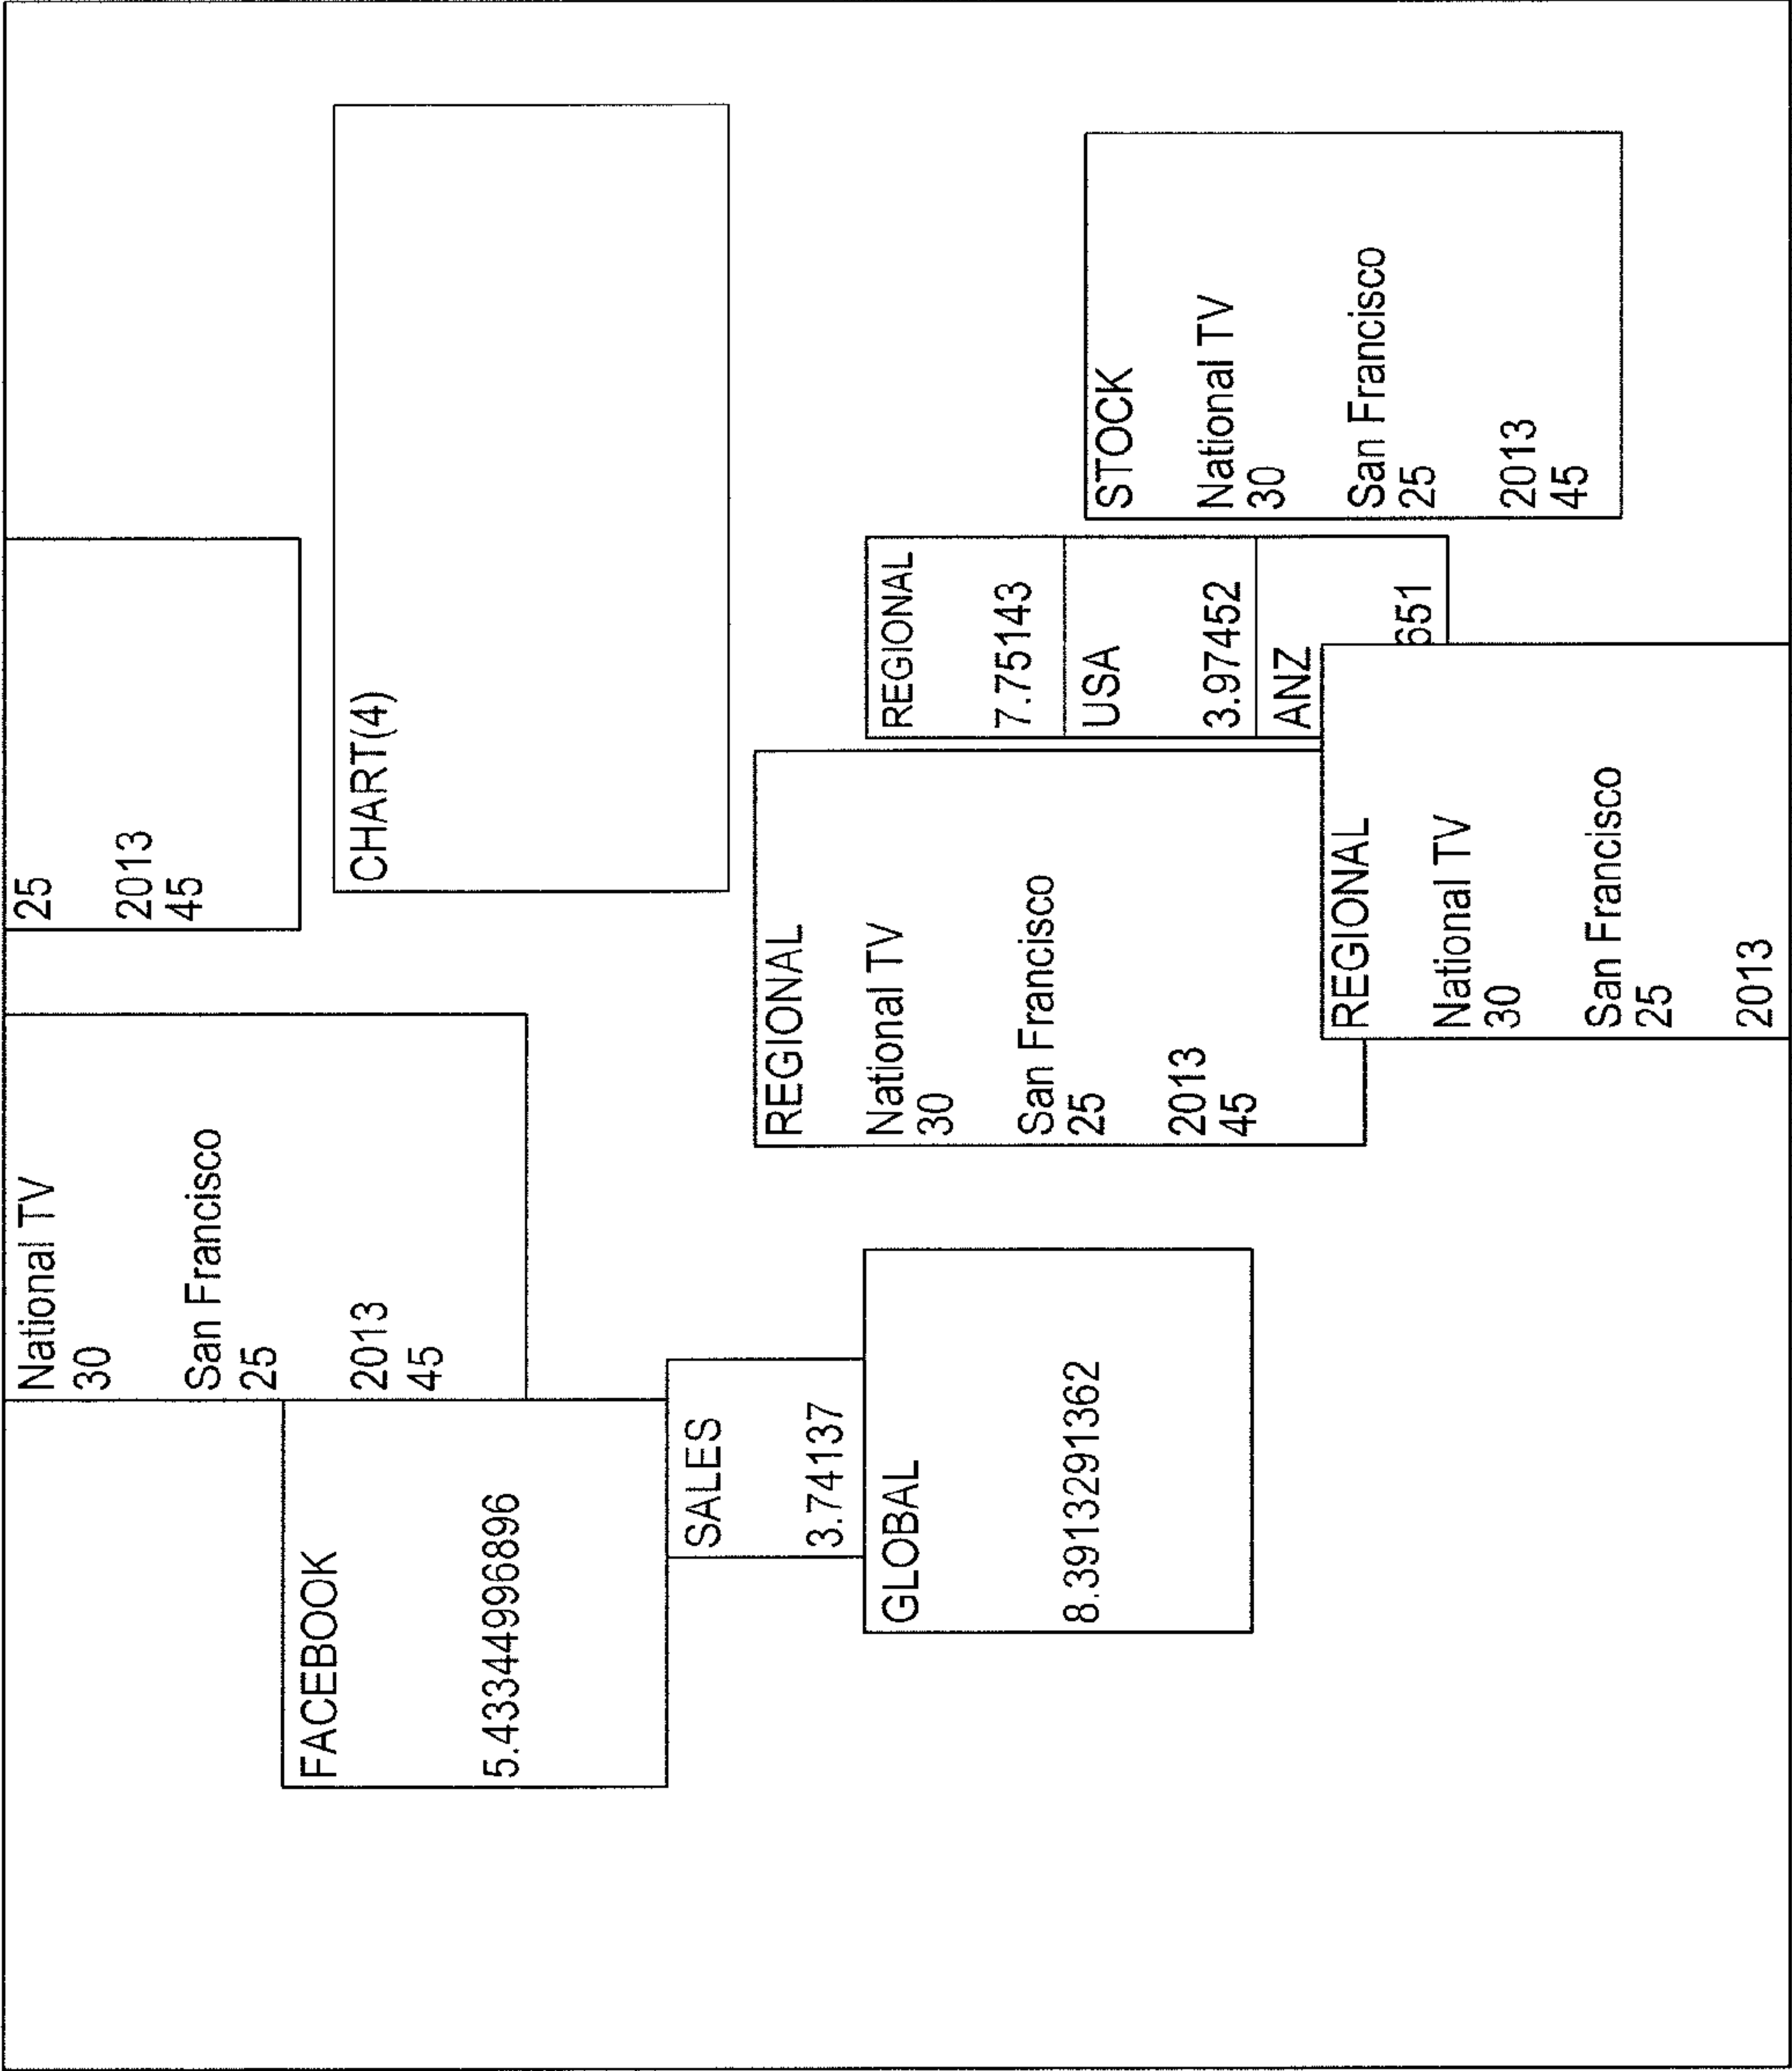 National TV
30
San Francisco
25
2013
45
25
2013
45
FACEBOOK
5.43344996896
CHART(4)
SALES
3.74137
GLOBAL
8.3913291362
REGIONAL
National TV
30
San Francisco
25
2013
45
REGIONAL
7.75143
USA
3.97452
ANZ
651
STOCK
National TV
30
San Francisco
25
2013
45
REGIONAL
National TV
30
San Francisco
25
2013